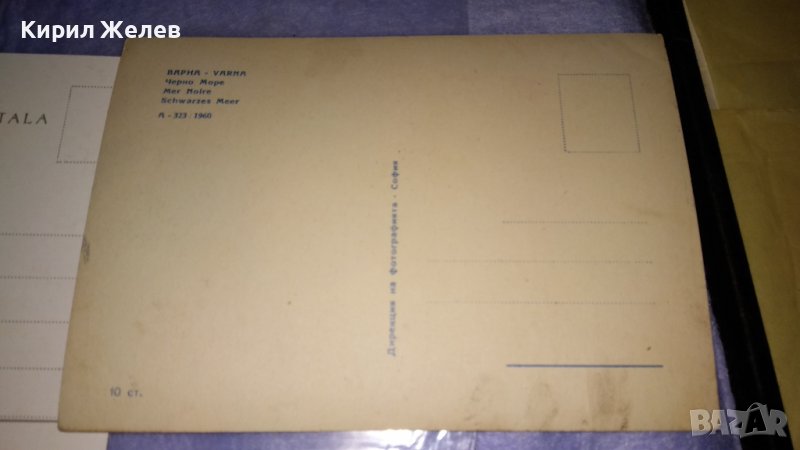 Кирил Желев
TALA
ВАРНА - VARNA
Черно Море
Mer Noire
Schwarzes Meer
А - 323 1960
Дирекция на фотографията - София
10 ст.
BAZAR